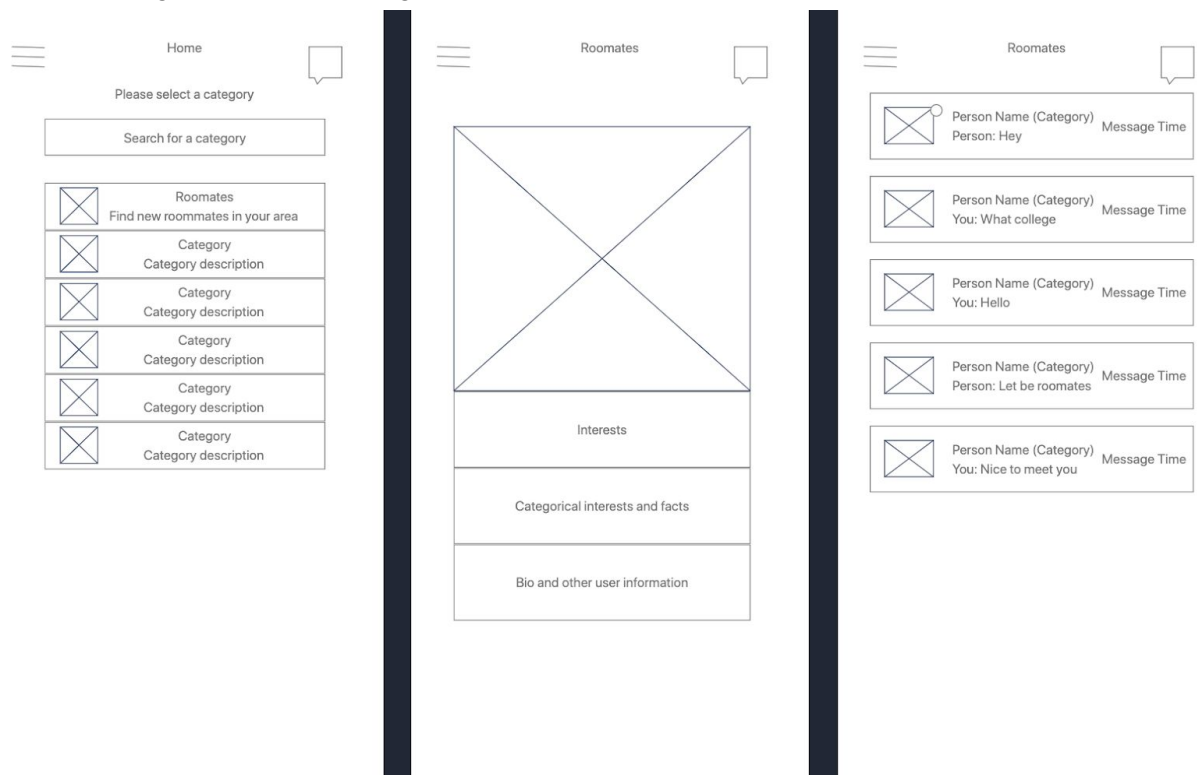 Home
Please select a category
Search for a category
Roomates
Find new roommates in your area
Category
Category description
Category
Category description
Category
Category description
Category
Category description
Category
Category description
Roomates
Interests
Categorical interests and facts
Bio and other user information
Roomates
Person Name (Category)
Person: Hey
Message Time
Person Name (Category)
You: What college
Message Time
Person Name (Category)
You: Hello
Message Time
Person Name (Category)
Person: Let be roomates
Message Time
Person Name (Category)
You: Nice to meet you
Message Time